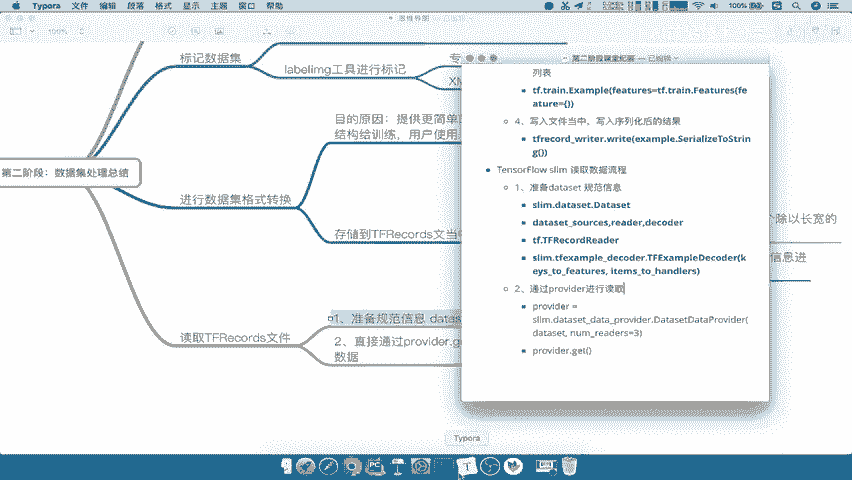 Typora 文件 编辑 段落 格式 显示 主题 窗口 帮助
100%
标记数据集
labelimg工具进行标记
专
XM
目的原因：提供更简单的
结构给训练，用户使用
第二阶段：数据集处理总结
进行数据集格式转换
存储到TFRecords文当中
个除以长宽的
信息进
读取TFRecords文件
1、准备规范信息 datas
2、直接通过provider.ge
数据
第二阶段课堂纪要 — 已编辑
列表
tf.train.Example(features=tf.train.Features(f
eature={})
4、写入文件当中、写入序列化后的结果
tfrecord_writer.write(example.SerializeToStrin
g())
TensorFlow slim 读取数据流程
1、准备dataset 规范信息
slim.dataset.Dataset
dataset_sources,reader,decoder
tf.TFRecordReader
slim.tfexample_decoder.TFExampleDecoder(k
eys_to_features, items_to_handlers)
2、通过provider进行读取
provider =
slim.dataset_data_provider.DatasetDataProvider(
dataset, num_readers=3)
provider.get()
Typora